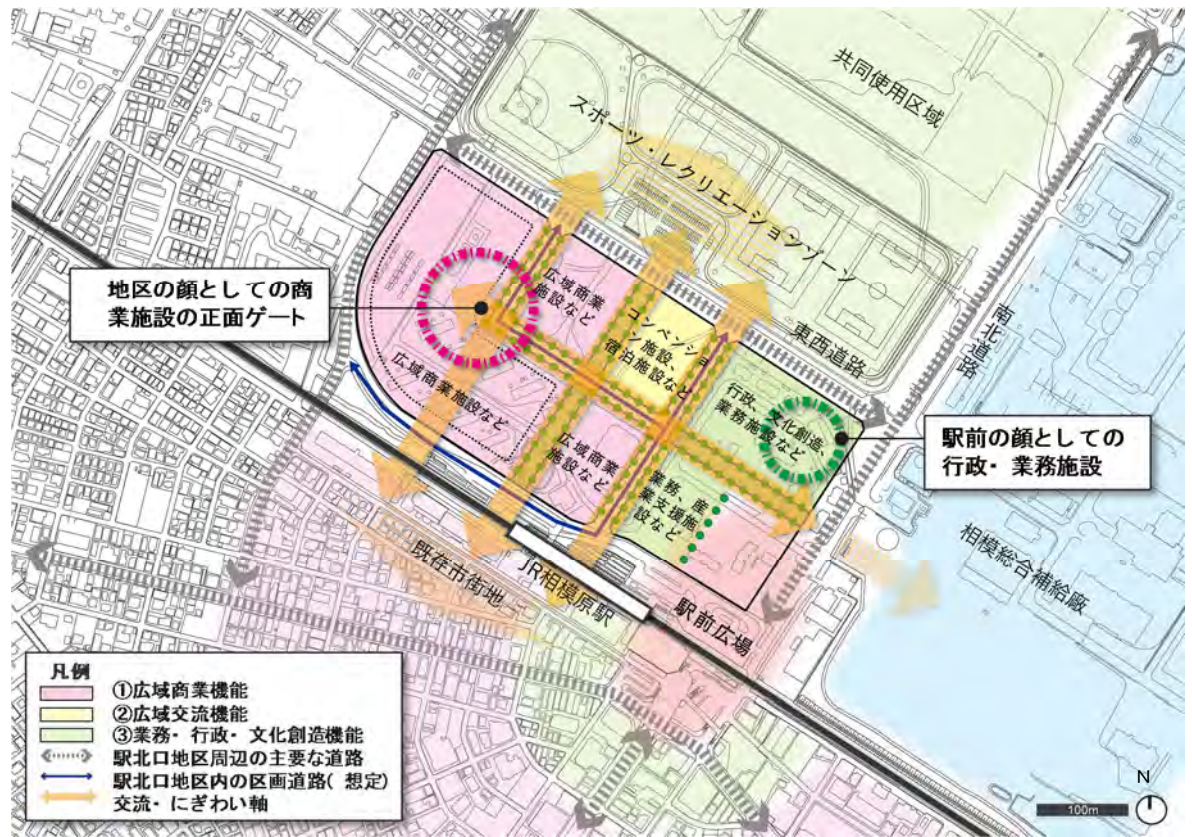 共同使用区域
スポーツ・レクリエーションゾーン
地区の顔としての商
業施設の正面ゲート
広域商業
施設など
コンベンショ
ン施設、
宿泊施設など
東西道路
南北道路
行政、文化創造、
業務施設など
駅前の顔としての
行政・業務施設
広域商業施設など
広域商業
施設など
業務、産
業支援施
設など
既存市街地
JR相模原駅
駅前広場
相模総合補給廠
凡例
①広域商業機能
②広域交流機能
③業務・行政・文化創造機能
駅北口地区周辺の主要な道路
駅北口地区内の区画道路(想定)
交流・にぎわい軸
100m
N